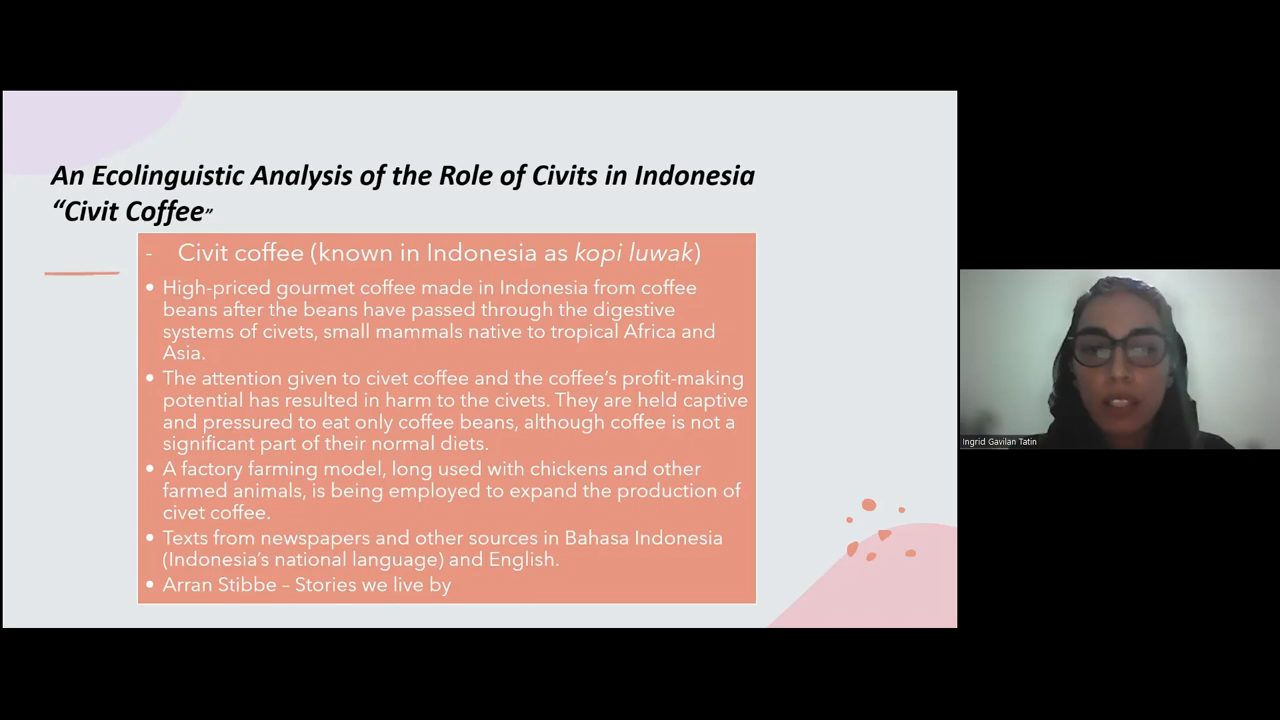 An Ecolinguistic Analysis of the Role of Civits in Indonesia
“Civit Coffee”
- Civit coffee (known in Indonesia as kopi luwak)
• High-priced gourmet coffee made in Indonesia from coffee
beans after the beans have passed through the digestive
systems of civets, small mammals native to tropical Africa and
Asia.
• The attention given to civet coffee and the coffee’s profit-making
potential has resulted in harm to the civets. They are held captive
and pressured to eat only coffee beans, although coffee is not a
significant part of their normal diets.
• A factory farming model, long used with chickens and other
farmed animals, is being employed to expand the production of
civet coffee.
• Texts from newspapers and other sources in Bahasa Indonesia
(Indonesia’s national language) and English.
• Arran Stibbe – Stories we live by
Ingrid Gavilan Tatin